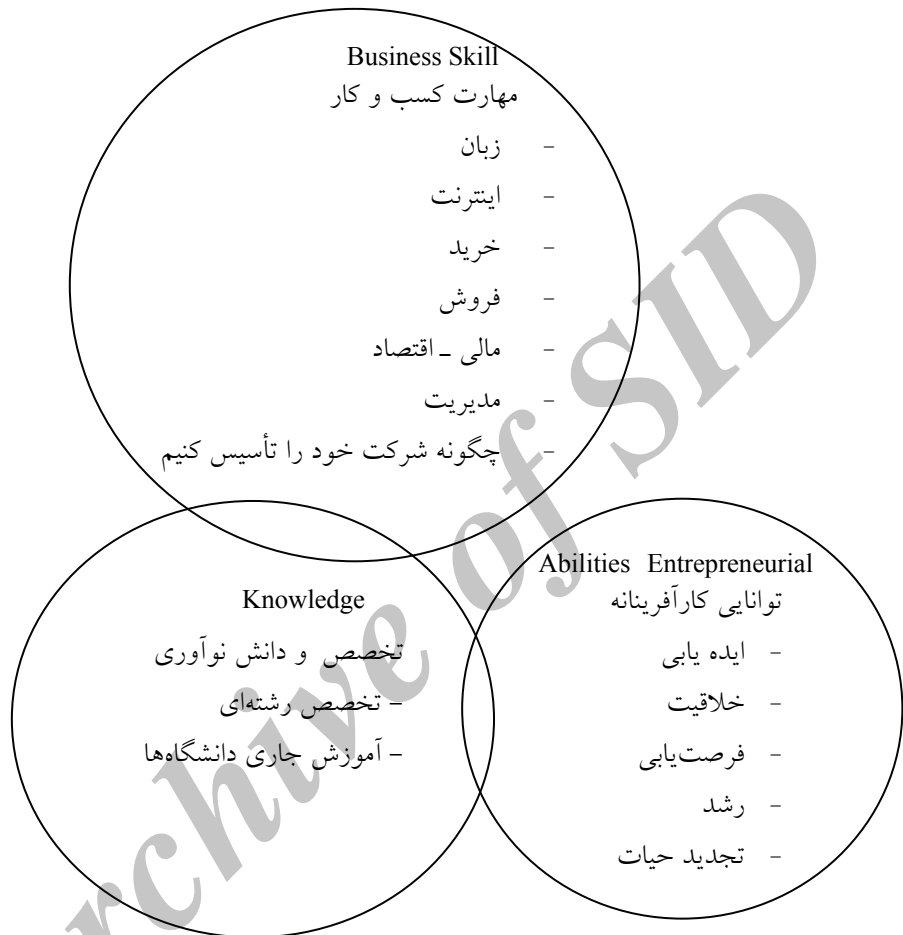 Business Skill
مهارت کسب و کار
- زبان
- اینترنت
- خرید
- فروش
- مالی ـ اقتصاد
- مدیریت
- چگونه شرکت خود را تأسیس کنیم
Knowledge
تخصص و دانش نوآوری
- تخصص رشته‌ای
- آموزش جاری دانشگاه‌ها
Abilities Entrepreneurial
توانایی کارآفرینانه
- ایده یابی
- خلاقیت
- فرصت‌یابی
- رشد
- تجدید حیات
rchive of SID